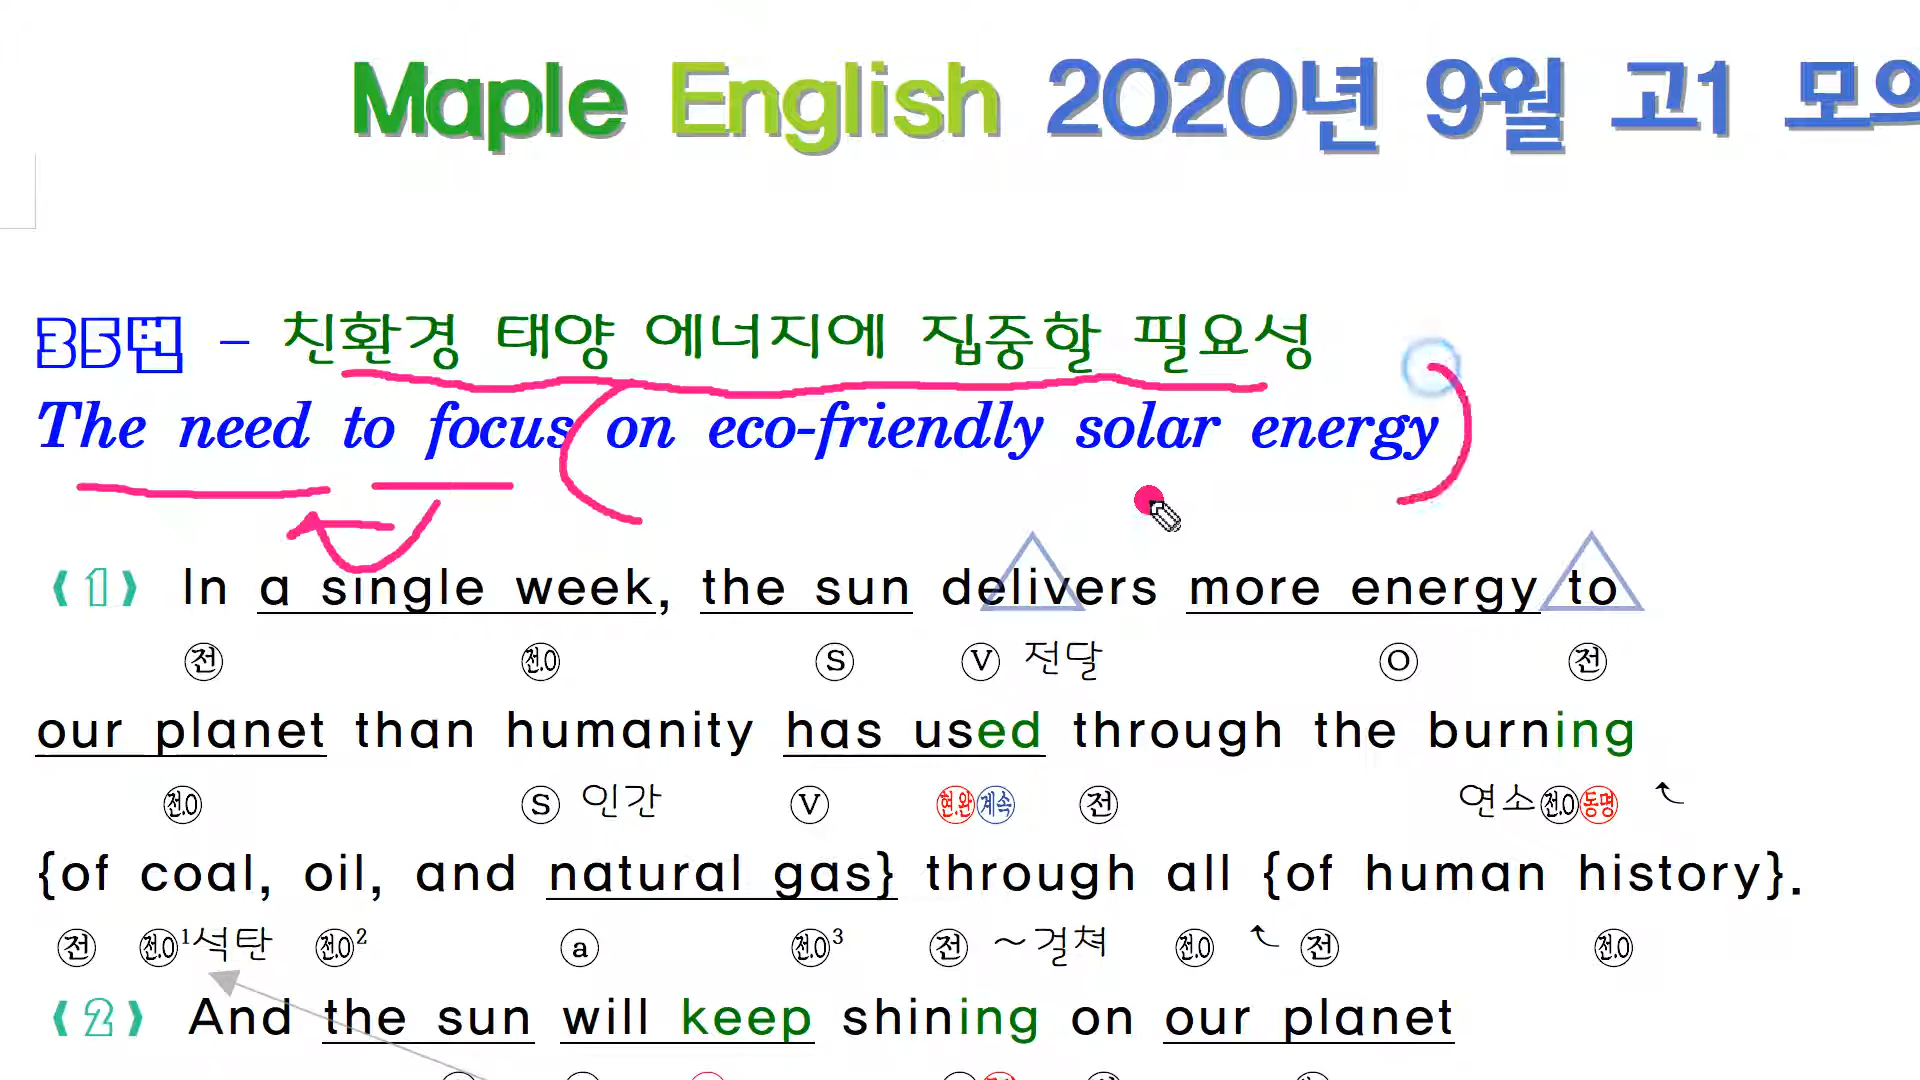 Maple English 2020년 9월 고1 모의
35번 - 친환경 태양 에너지에 집중할 필요성
The need to focus on eco-friendly solar energy
(1) In a single week, the sun delivers more energy to
전 전.O S V 전달 O 전
our planet than humanity has used through the burning
전.O S 인간 V 현.완 계속 전 연소 전.O 동명
{of coal, oil, and natural gas} through all {of human history}.
전 전.O¹ 석탄 전.O² a 전.O³ 전 ~걸쳐 전.O 전 전.O
(2) And the sun will keep shining on our planet